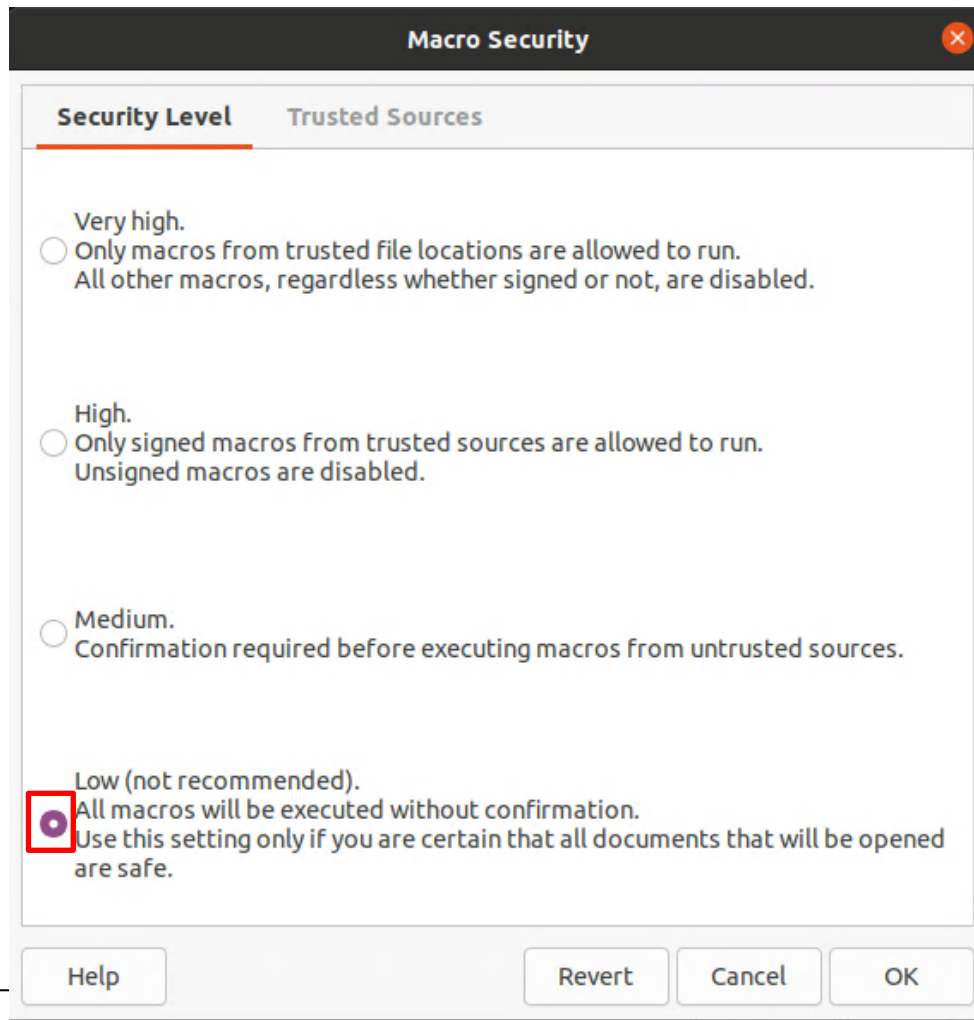 Macro Security
Security Level Trusted Sources
Very high.
Only macros from trusted file locations are allowed to run.
All other macros, regardless whether signed or not, are disabled.
High.
Only signed macros from trusted sources are allowed to run.
Unsigned macros are disabled.
Medium.
Confirmation required before executing macros from untrusted sources.
Low (not recommended).
All macros will be executed without confirmation.
Use this setting only if you are certain that all documents that will be opened
are safe.
Help Revert Cancel OK